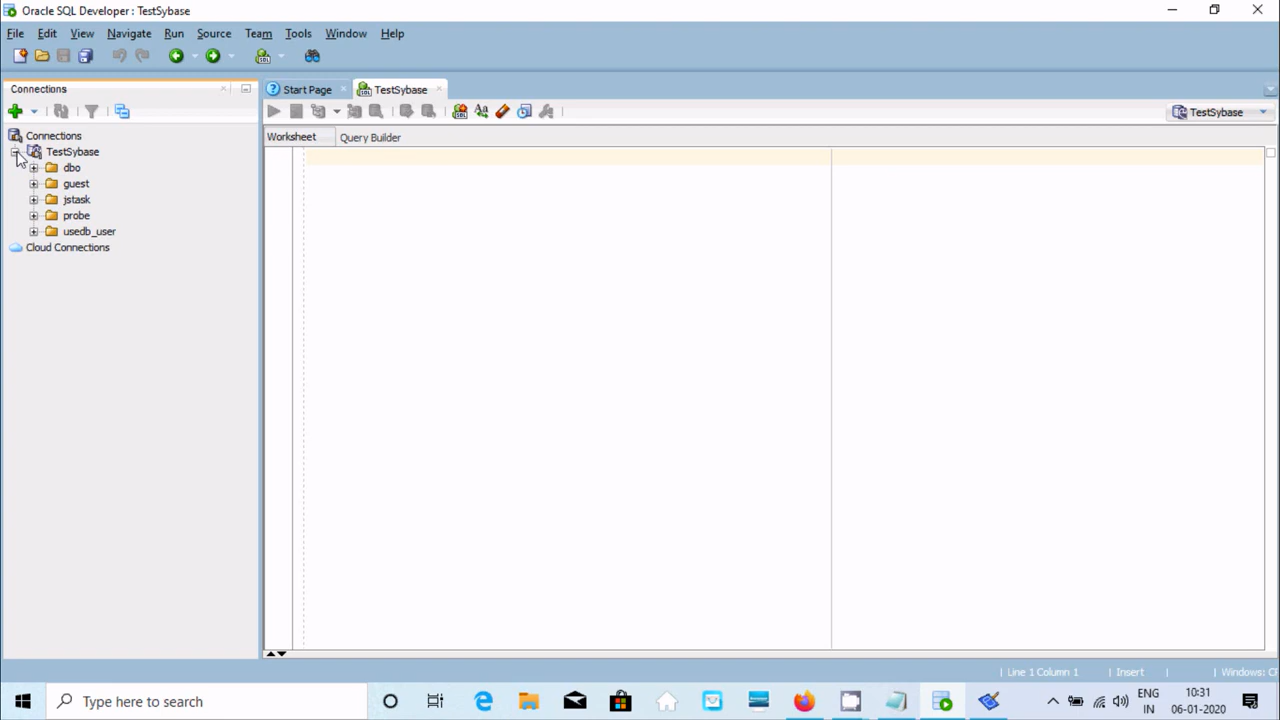 Oracle SQL Developer : TestSybase
File Edit View Navigate Run Source Team Tools Window Help
Connections
Start Page
TestSybase
TestSybase
Worksheet
Query Builder
Connections
TestSybase
dbo
guest
jstask
probe
usedb_user
Cloud Connections
Line 1 Column 1
Insert
Windows: C
Type here to search
ENG
IN
10:31
06-01-2020